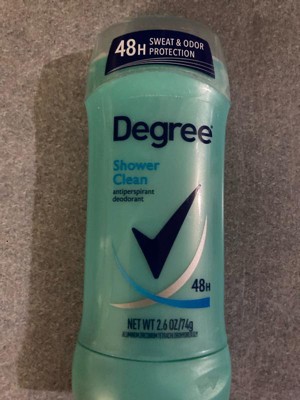 48H SWEAT & ODOR
PROTECTION
Degree
Shower
Clean
antiperspirant
deodorant
48H
NET WT 2.6 OZ/74g